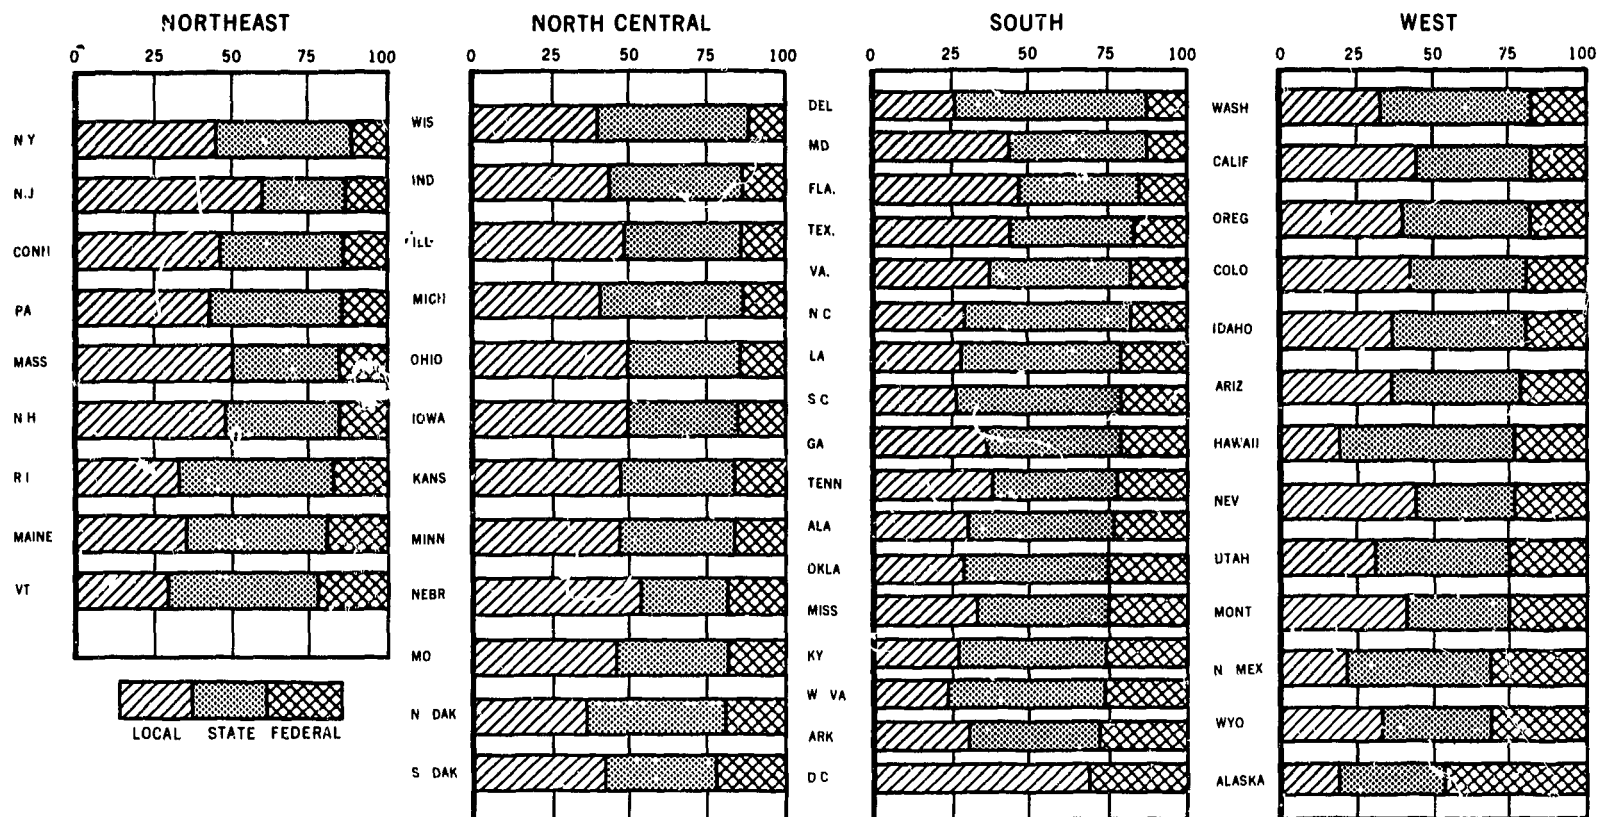 NORTHEAST
0 25 50 75 100
N Y
N.J
CONN
PA
MASS
N H
R I
MAINE
VT
LOCAL STATE FEDERAL
NORTH CENTRAL
0 25 50 75 100
WIS
IND
ILL
MICH
OHIO
IOWA
KANS
MINN
NEBR
MO
N DAK
S DAK
SOUTH
0 25 50 75 100
DEL
MD
FLA.
TEX.
VA.
N C
LA
S C
GA
TENN
ALA
OKLA
MISS
KY
W VA
ARK
D C
WEST
0 25 50 75 100
WASH
CALIF
OREG
COLO
IDAHO
ARIZ
HAWAII
NEV
UTAH
MONT
N MEX
WYO
ALASKA